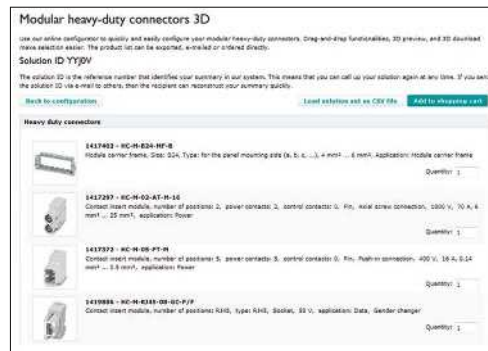 Modular heavy-duty connectors 3D
Use our online configurator to quickly and easily configure your modular heavy-duty connectors. Drag-and-drop functionalities, 3D preview, and 3D download
make selection easier. The product list can be exported, e-mailed or ordered directly.
Solution ID YYJ0V
The solution ID is the reference number that identifies your summary in our system. This means that you can call up your solution again at any time. If you send
the solution ID via e-mail to others, then the recipient can reconstruct your summary quickly.
Back to configuration
Load solution set as CSV file
Add to shopping cart
Heavy duty connectors
1417403 - HC-M-B24-MF-B
Module carrier frame, Size: B24, Type: for the panel mounting side (a, b, c, ...), 4 mm² ... 6 mm², Application: Module carrier frame
Quantity: 1
1417297 - HC-M-02-AT-M-16
Contact insert module, number of positions: 2, power contacts: 2, control contacts: 0, Pin, Axial screw connection, 1000 V, 70 A, 6
mm² ... 25 mm², application: Power
Quantity: 1
1417372 - HC-M-05-PT-M
Contact insert module, number of positions: 5, power contacts: 5, control contacts: 0, Pin, Push-in connection, 400 V, 16 A, 0.14
mm² ... 2.5 mm², application: Power
Quantity: 1
1419886 - HC-M-RJ45-08-GC-P/F
Contact insert module, number of positions: RJ45, type: RJ45, Socket, 50 V, application: Data, Gender changer
Quantity: 1